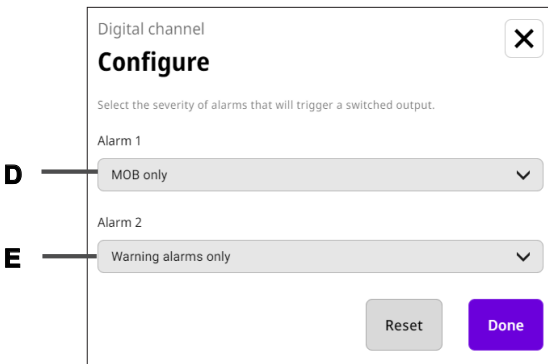 Digital channel
Configure
Select the severity of alarms that will trigger a switched output.
Alarm 1
D
MOB only
Alarm 2
E
Warning alarms only
Reset
Done